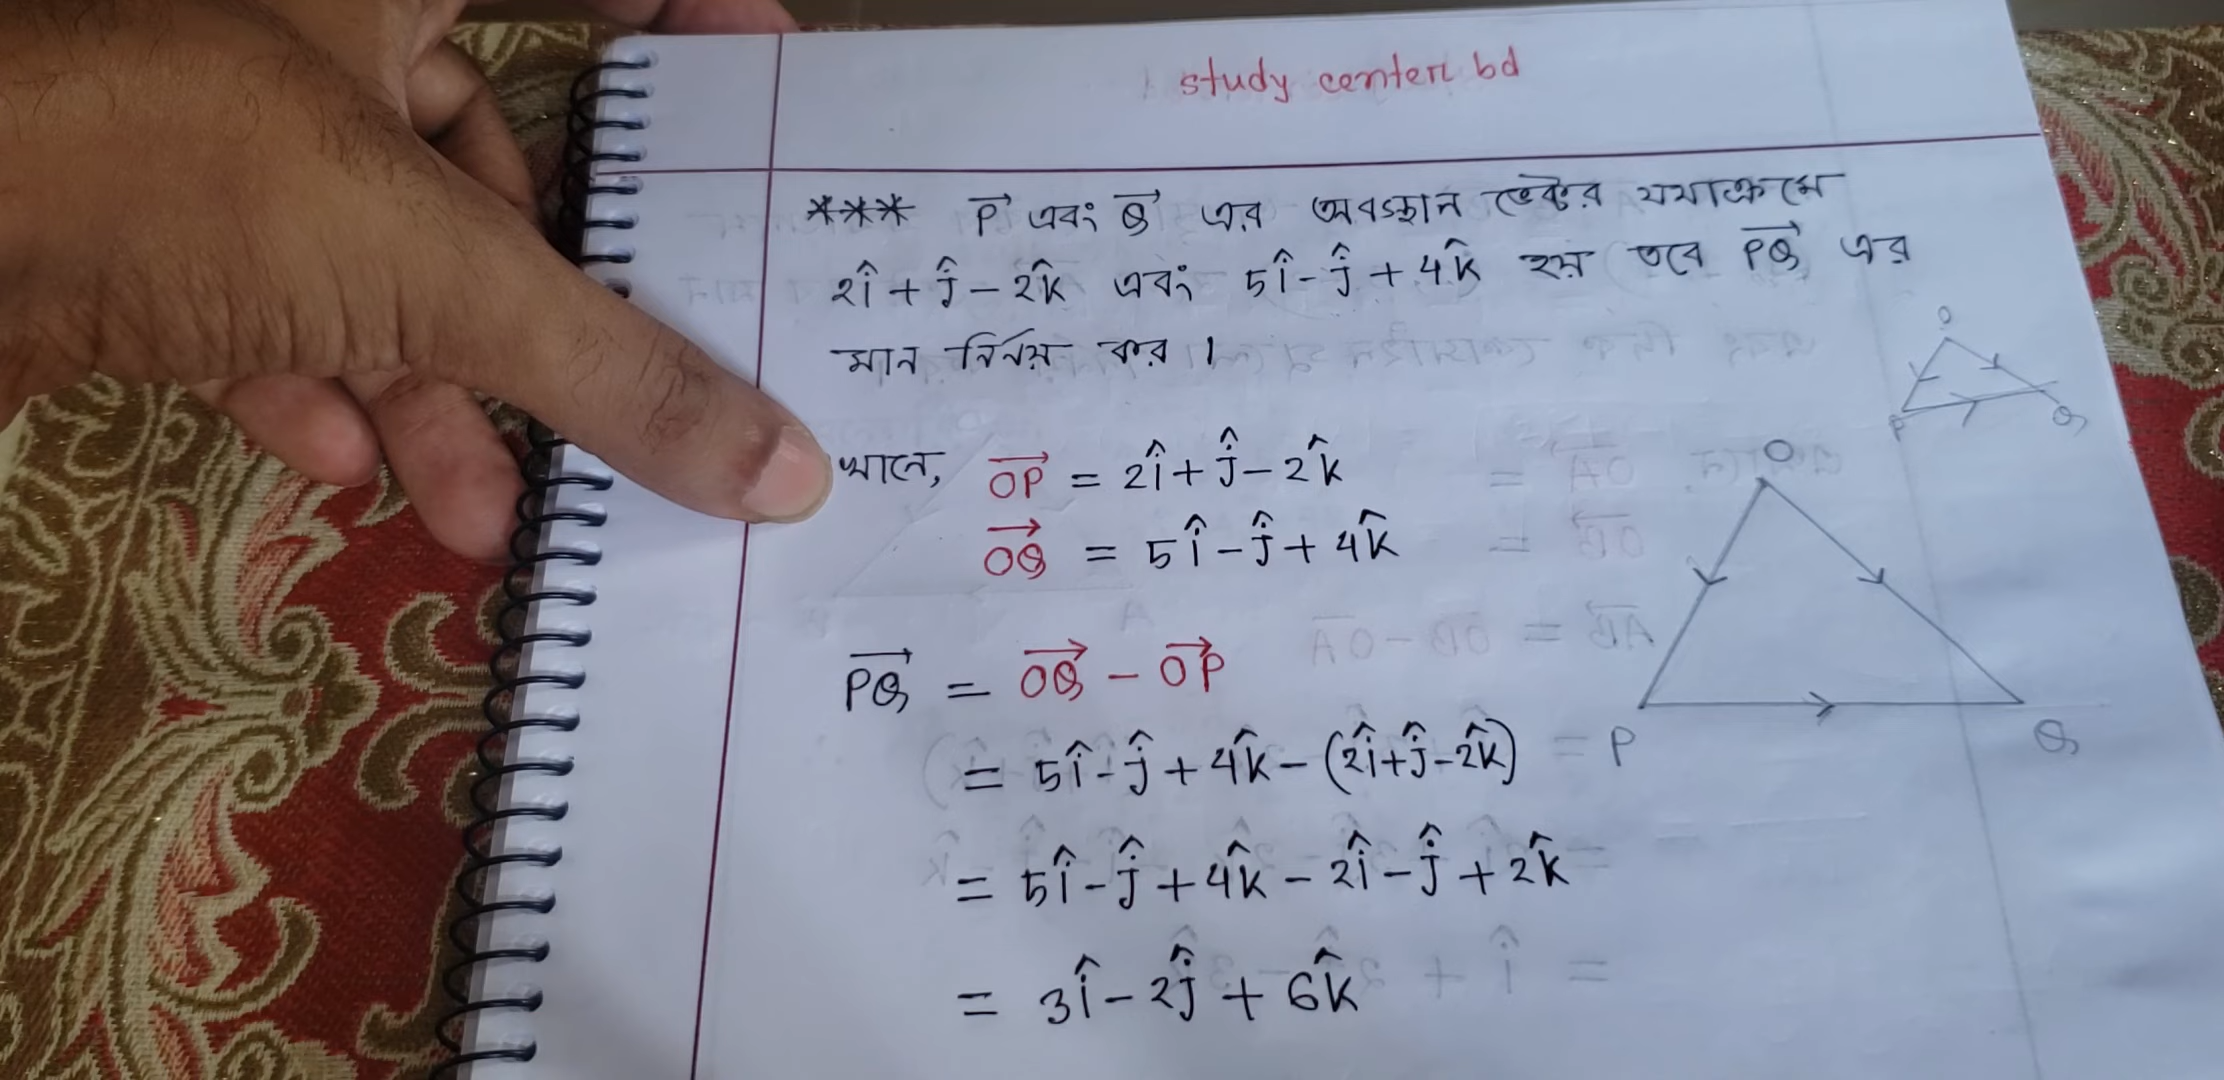 study center bd
*** P⃗ এবং Q⃗ এর অবস্থান ভেক্টর যথাক্রমে
2î + ĵ - 2k̂ এবং 5î - ĵ + 4k̂ হয় তবে PQ⃗ এর
মান নির্নয় কর ।
O
P Q
খানে, OP⃗ = 2î + ĵ - 2k̂
OQ⃗ = 5î - ĵ + 4k̂
O
PQ⃗ = OQ⃗ - OP⃗
P Q
= 5î - ĵ + 4k̂ - (2î + ĵ - 2k̂)
= 5î - ĵ + 4k̂ - 2î - ĵ + 2k̂
= 3î - 2ĵ + 6k̂